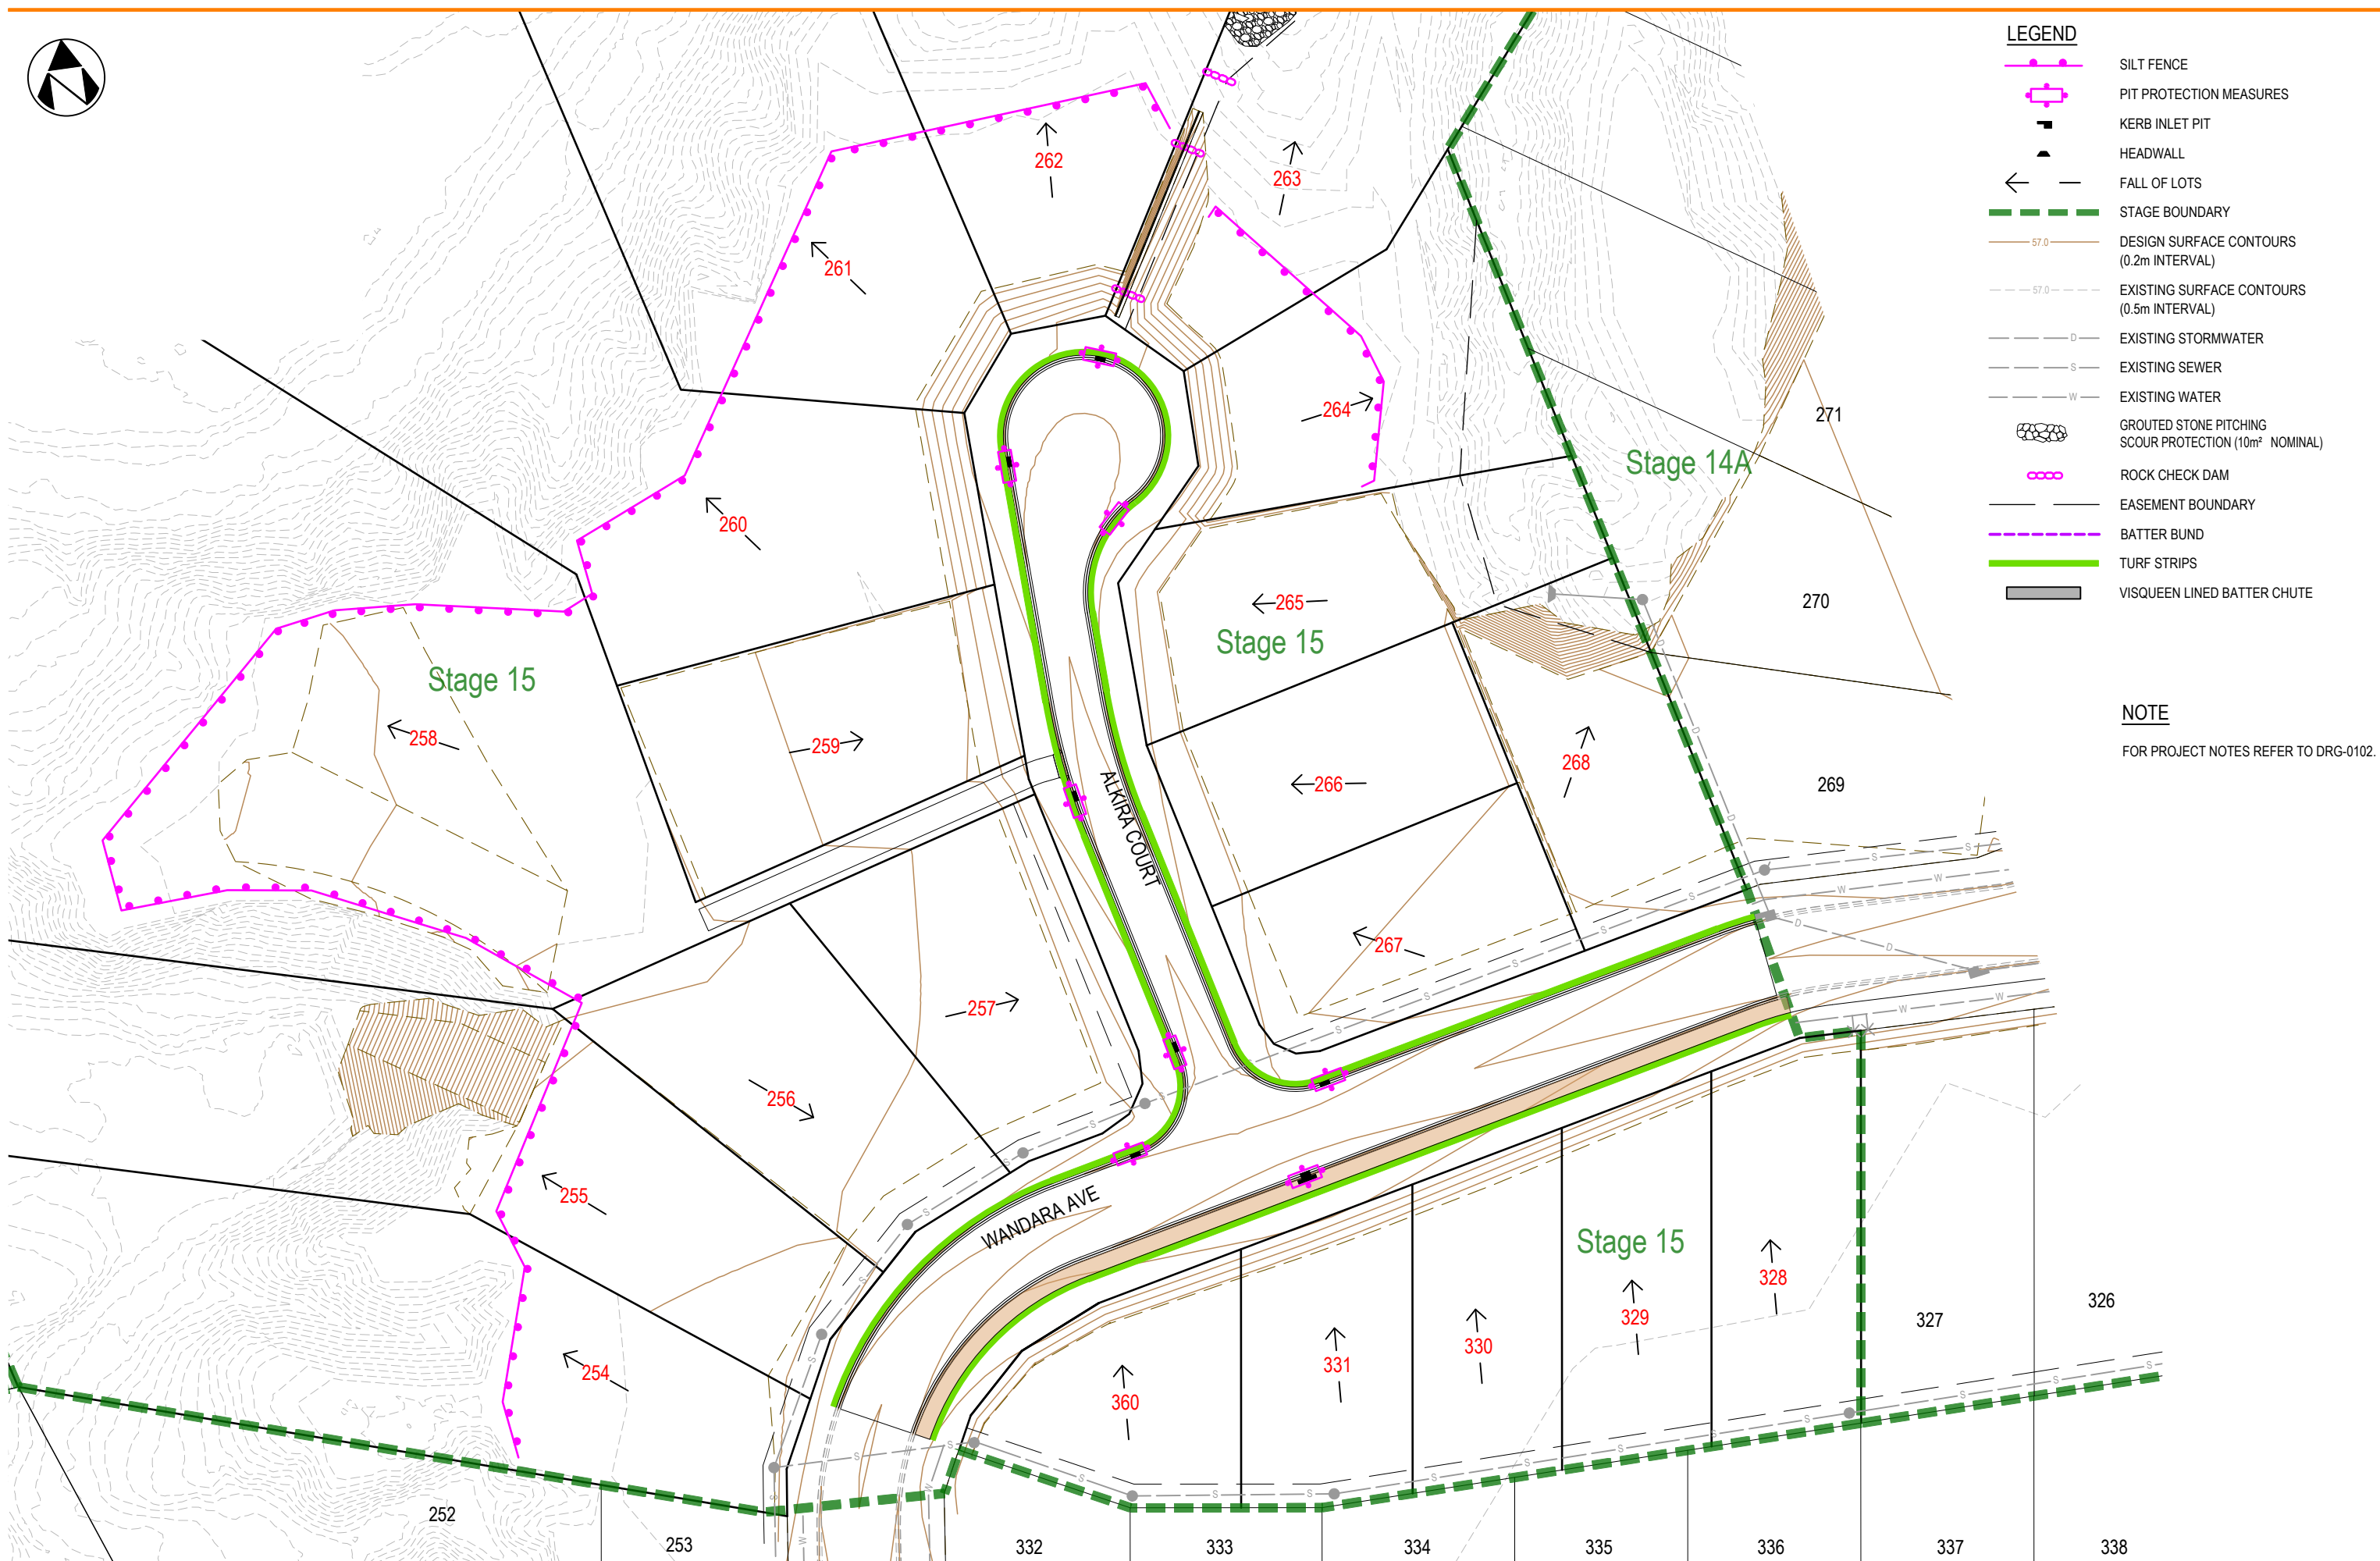 LEGEND
SILT FENCE
PIT PROTECTION MEASURES
KERB INLET PIT
HEADWALL
FALL OF LOTS
STAGE BOUNDARY
57.0
DESIGN SURFACE CONTOURS
(0.2m INTERVAL)
57.0
EXISTING SURFACE CONTOURS
(0.5m INTERVAL)
D
EXISTING STORMWATER
S
EXISTING SEWER
W
EXISTING WATER
GROUTED STONE PITCHING
SCOUR PROTECTION (10m² NOMINAL)
ROCK CHECK DAM
EASEMENT BOUNDARY
BATTER BUND
TURF STRIPS
VISQUEEN LINED BATTER CHUTE
NOTE
FOR PROJECT NOTES REFER TO DRG-0102.
262
263
261
264
271
Stage 14A
260
265
270
Stage 15
Stage 15
258
259
266
268
269
ALKIRA COURT
267
257
256
255
WANDARA AVE
Stage 15
254
360
331
330
329
328
327
326
252
253
332
333
334
335
336
337
338